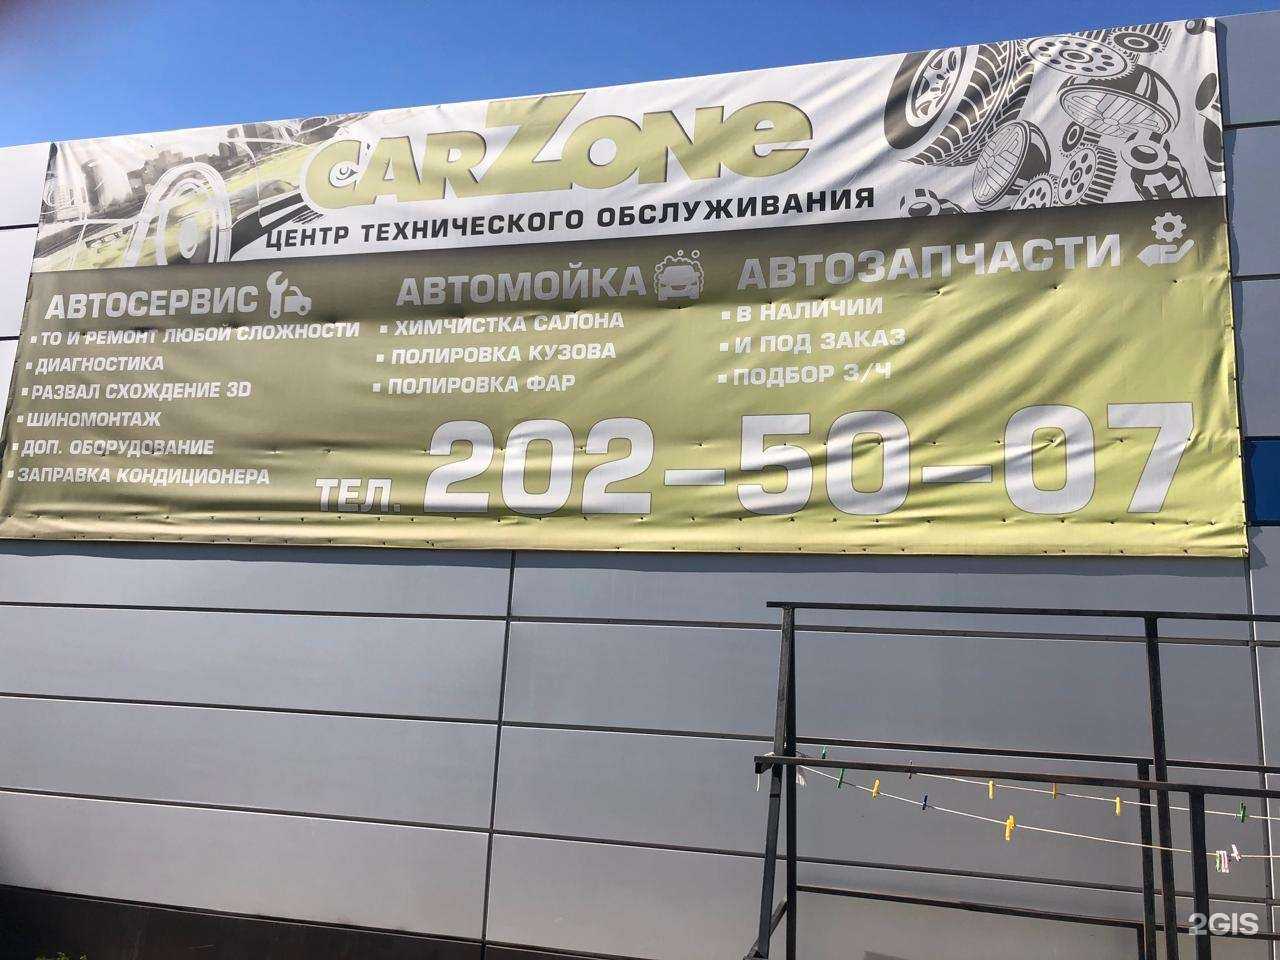 CARZONE
ЦЕНТР ТЕХНИЧЕСКОГО ОБСЛУЖИВАНИЯ
АВТОСЕРВИС
▪ ТО И РЕМОНТ ЛЮБОЙ СЛОЖНОСТИ
▪ ДИАГНОСТИКА
▪ РАЗВАЛ СХОЖДЕНИЕ 3D
▪ ШИНОМОНТАЖ
▪ ДОП. ОБОРУДОВАНИЕ
▪ ЗАПРАВКА КОНДИЦИОНЕРА
АВТОМОЙКА
▪ ХИМЧИСТКА САЛОНА
▪ ПОЛИРОВКА КУЗОВА
▪ ПОЛИРОВКА ФАР
АВТОЗАПЧАСТИ
▪ В НАЛИЧИИ
▪ И ПОД ЗАКАЗ
▪ ПОДБОР З/Ч
ТЕЛ. 202-50-07
2GIS